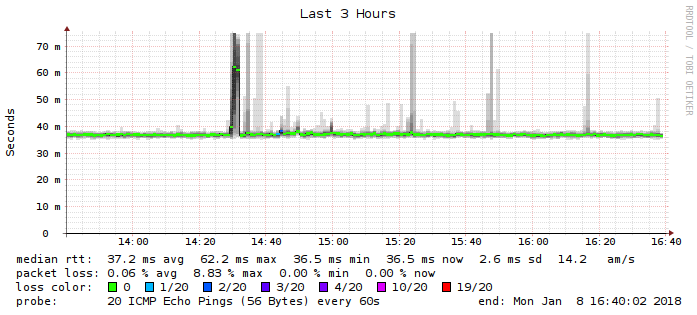 Last 3 Hours
RRDTOOL / TOBI OETIKER
Seconds
70 m
60 m
50 m
40 m
30 m
20 m
10 m
0
14:00 14:20 14:40 15:00 15:20 15:40 16:00 16:20 16:40
median rtt: 37.2 ms avg 62.2 ms max 36.5 ms min 36.5 ms now 2.6 ms sd 14.2 am/s
packet loss: 0.06 % avg 8.83 % max 0.00 % min 0.00 % now
loss color: 0 1/20 2/20 3/20 4/20 10/20 19/20
probe: 20 ICMP Echo Pings (56 Bytes) every 60s end: Mon Jan 8 16:40:02 2018